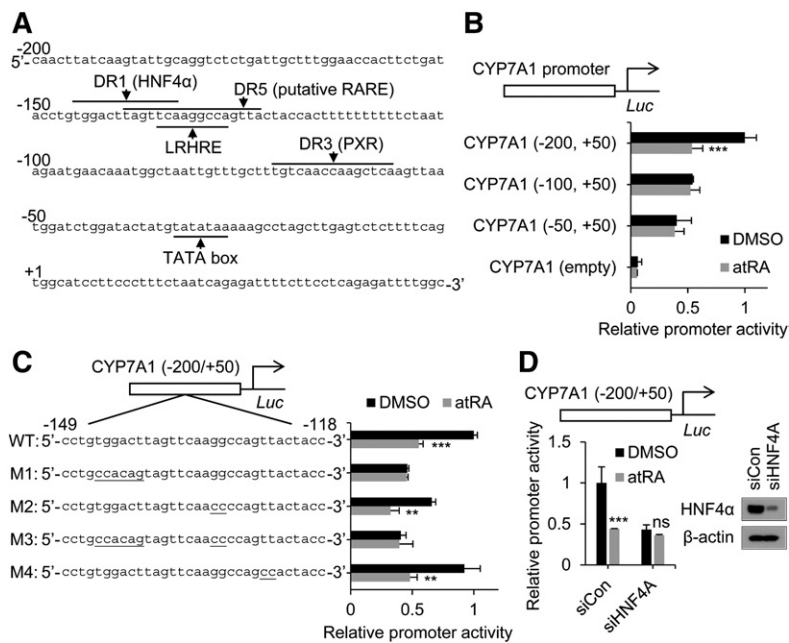 A
-200
5’-caacttatcaagtattgcaggtctctgattgctttggaaccacttctgat
DR1 (HNF4α)
DR5 (putative RARE)
-150
acctgtggacttagttcaaggccagttactaccacttttttttttttctaat
LRHRE
DR3 (PXR)
-100
agaatgaacaaatggctaattgtttgctttgtcaaccaagctcaagttaa
-50
tggatctggatactatgtatataaaaagcctagcttgagtctcttttcag
TATA box
+1
tggcatccttccctttctaatcagagattttcttcctcagagattttggc-3’
B
CYP7A1 promoter
Luc
CYP7A1 (-200, +50)
***
CYP7A1 (-100, +50)
CYP7A1 (-50, +50)
DMSO
atRA
CYP7A1 (empty)
0 0.5 1
Relative promoter activity
C
CYP7A1 (-200/+50)
Luc
DMSO atRA
-149 -118
WT: 5’-cctgtggacttagttcaaggccagttactacc-3’
***
M1: 5’-cctgccacagtagttcaaggccagttactacc-3’
M2: 5’-cctgtggacttagttcaaccccagttactacc-3’
**
M3: 5’-cctgccacagtagttcaaccccagttactacc-3’
M4: 5’-cctgtggacttagttcaaggccagccactacc-3’
**
0 0.5 1
Relative promoter activity
D
CYP7A1 (-200/+50)
Luc
Relative promoter activity
1.5
1
0.5
0
DMSO
atRA
***
ns
siCon
siHNF4A
siCon
siHNF4A
HNF4α
β-actin